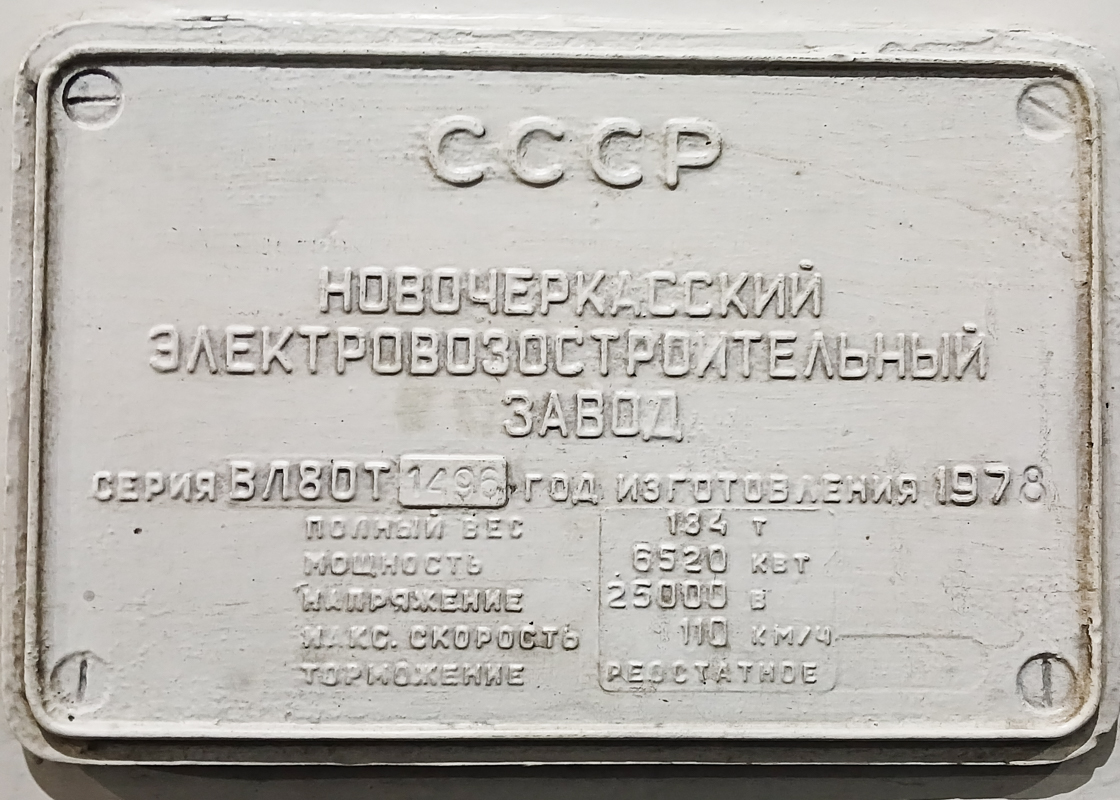 СССР
НОВОЧЕРКАССКИЙ
ЭЛЕКТРОВОЗОСТРОИТЕЛЬНЫЙ
ЗАВОД
СЕРИЯ ВЛ80Т 1496 ГОД ИЗГОТОВЛЕНИЯ 1978
ПОЛНЫЙ ВЕС 184 Т
МОЩНОСТЬ 6520 КВТ
НАПРЯЖЕНИЕ 25000 В
МАКС. СКОРОСТЬ 110 КМ/Ч
ТОРМОЖЕНИЕ РЕОСТАТНОЕ